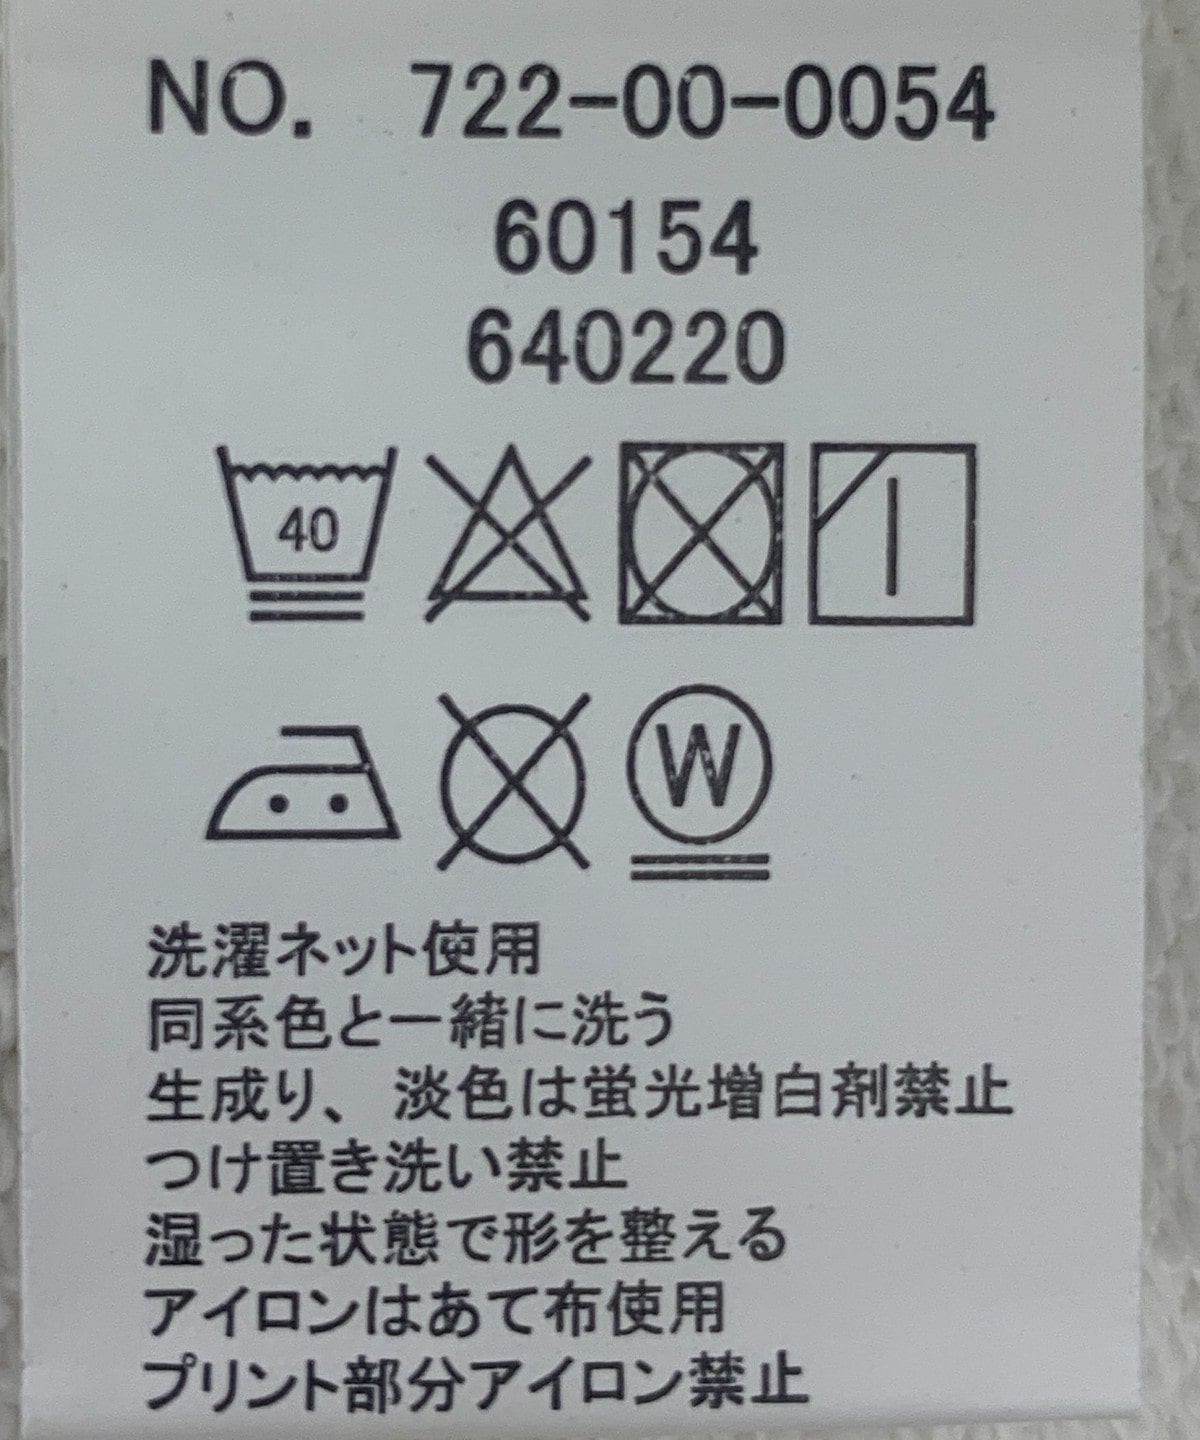 NO. 722-00-0054
60154
640220
40
W
洗濯ネット使用
同系色と一緒に洗う
生成り、淡色は蛍光増白剤禁止
つけ置き洗い禁止
湿った状態で形を整える
アイロンはあて布使用
プリント部分アイロン禁止